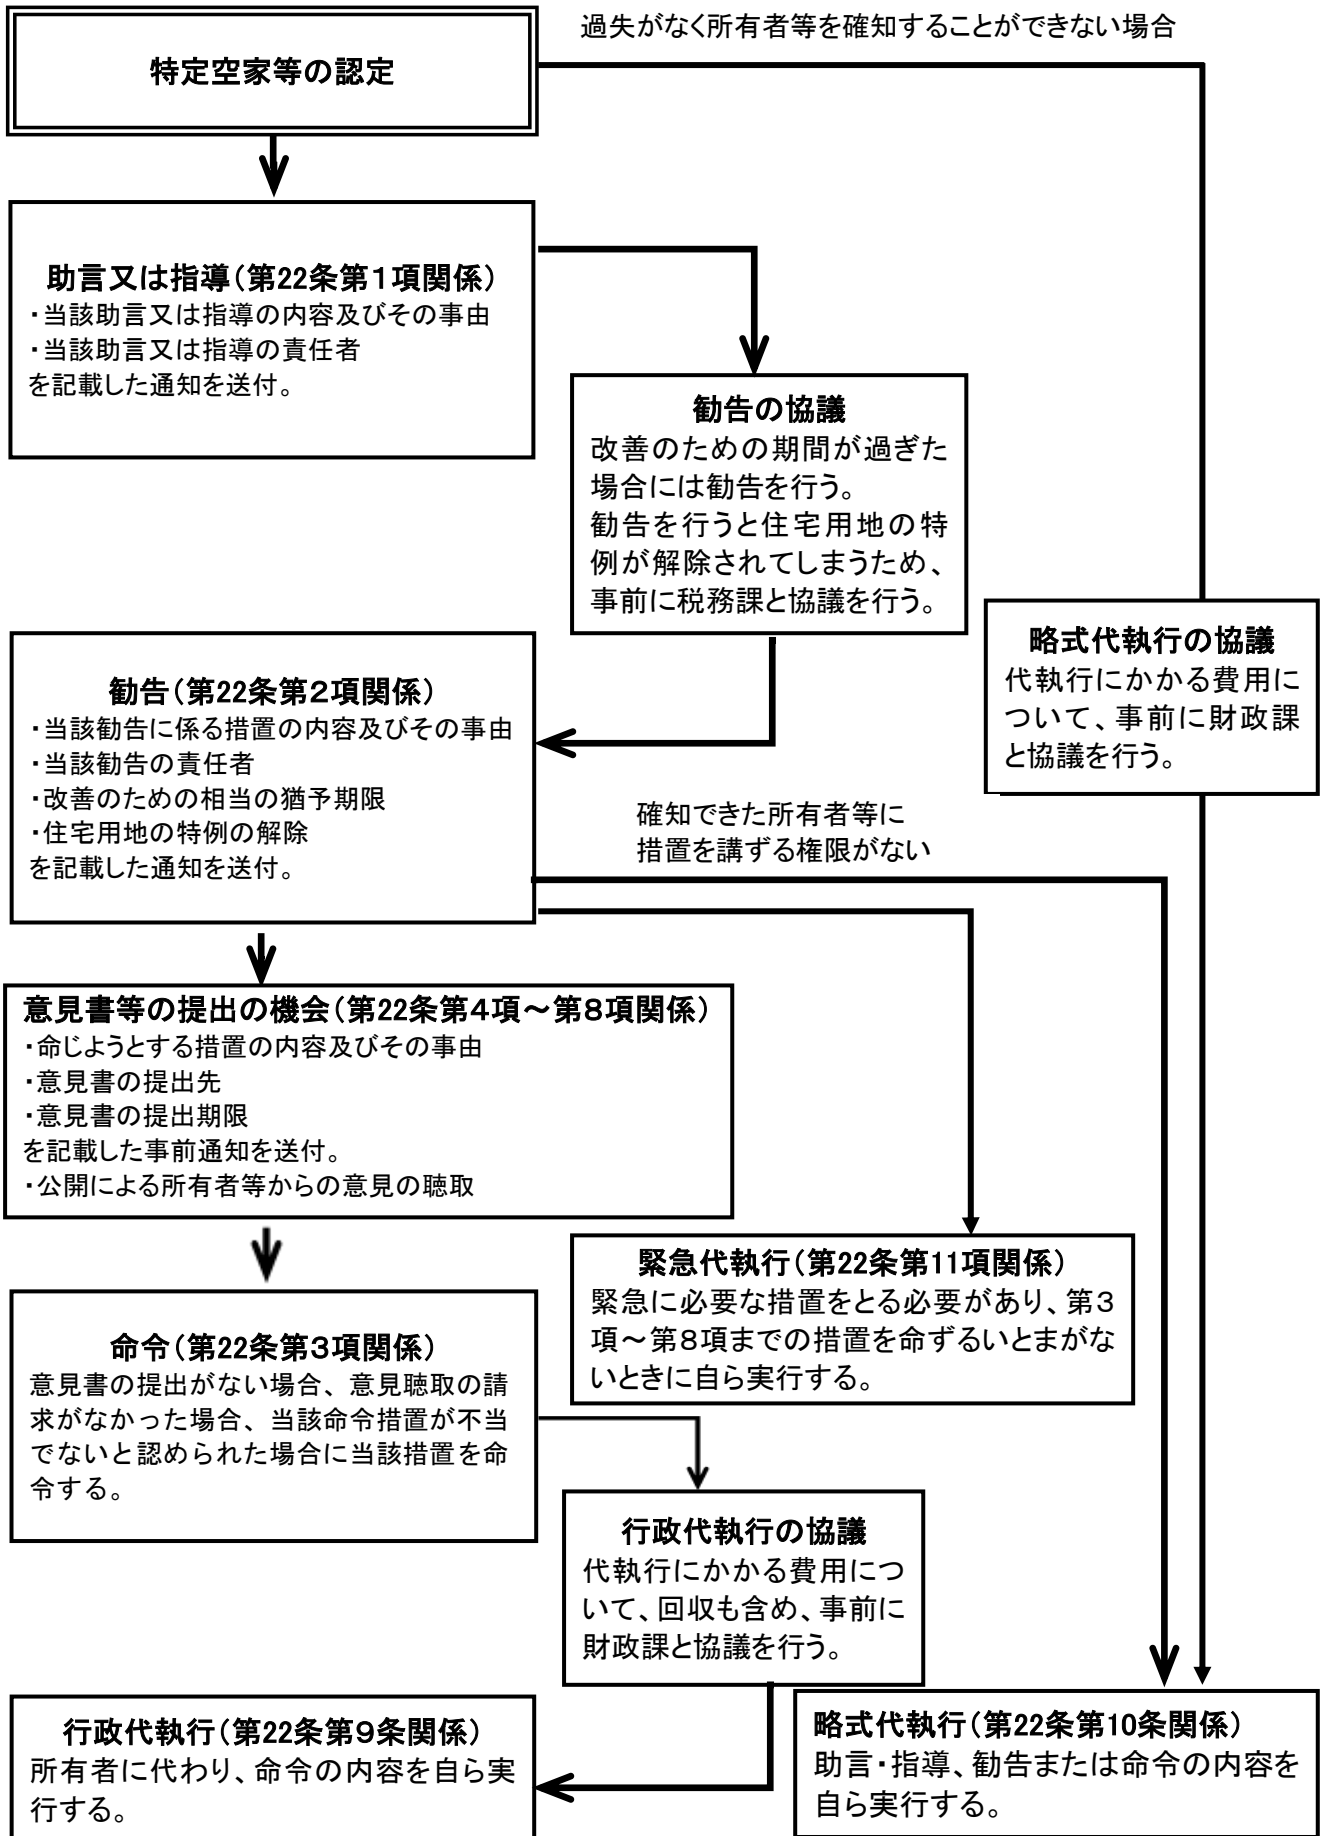 過失がなく所有者等を確知することができない場合
特定空家等の認定
助言又は指導(第22条第1項関係)
・当該助言又は指導の内容及びその事由
・当該助言又は指導の責任者
を記載した通知を送付。
勧告の協議
改善のための期間が過ぎた
場合には勧告を行う。
勧告を行うと住宅用地の特
例が解除されてしまうため、
事前に税務課と協議を行う。
略式代執行の協議
代執行にかかる費用に
ついて、事前に財政課
と協議を行う。
勧告(第22条第2項関係)
・当該勧告に係る措置の内容及びその事由
・当該勧告の責任者
・改善のための相当の猶予期限
・住宅用地の特例の解除
を記載した通知を送付。
確知できた所有者等に
措置を講ずる権限がない
意見書等の提出の機会(第22条第4項～第8項関係)
・命じようとする措置の内容及びその事由
・意見書の提出先
・意見書の提出期限
を記載した事前通知を送付。
・公開による所有者等からの意見の聴取
緊急代執行(第22条第11項関係)
緊急に必要な措置をとる必要があり、第3
項～第8項までの措置を命ずるいとまがな
いときに自ら実行する。
命令(第22条第3項関係)
意見書の提出がない場合、意見聴取の請
求がなかった場合、当該命令措置が不当
でないと認められた場合に当該措置を命
令する。
行政代執行の協議
代執行にかかる費用につ
いて、回収も含め、事前に
財政課と協議を行う。
行政代執行(第22条第9条関係)
所有者に代わり、命令の内容を自ら実
行する。
略式代執行(第22条第10条関係)
助言・指導、勧告または命令の内容を
自ら実行する。